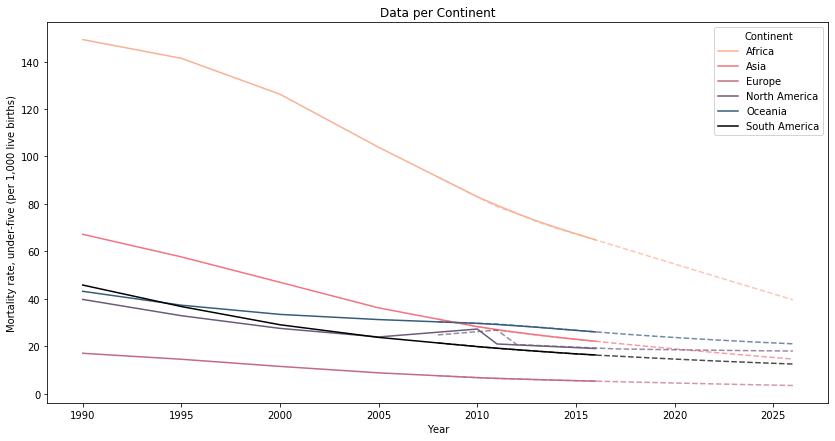 Data per Continent
Mortality rate, under-five (per 1,000 live births)
140
120
100
80
60
40
20
0
1990
1995
2000
2005
2010
2015
2020
2025
Year
Continent
Africa
Asia
Europe
North America
Oceania
South America